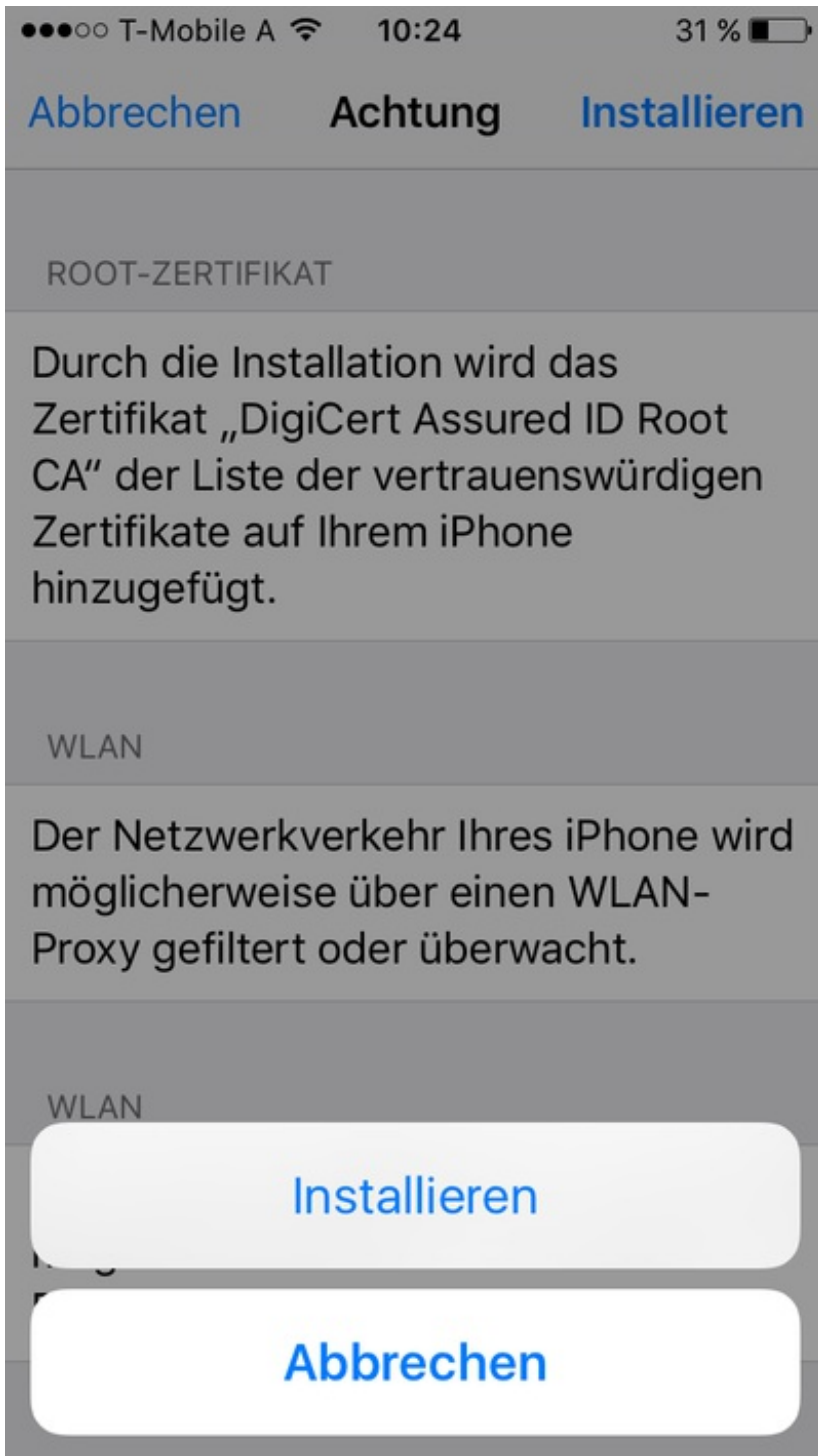 T-Mobile A 10:24 31 %
Abbrechen Achtung Installieren
ROOT-ZERTIFIKAT
Durch die Installation wird das
Zertifikat „DigiCert Assured ID Root
CA“ der Liste der vertrauenswürdigen
Zertifikate auf Ihrem iPhone
hinzugefügt.
WLAN
Der Netzwerkverkehr Ihres iPhone wird
möglicherweise über einen WLAN-
Proxy gefiltert oder überwacht.
WLAN
Installieren
Abbrechen